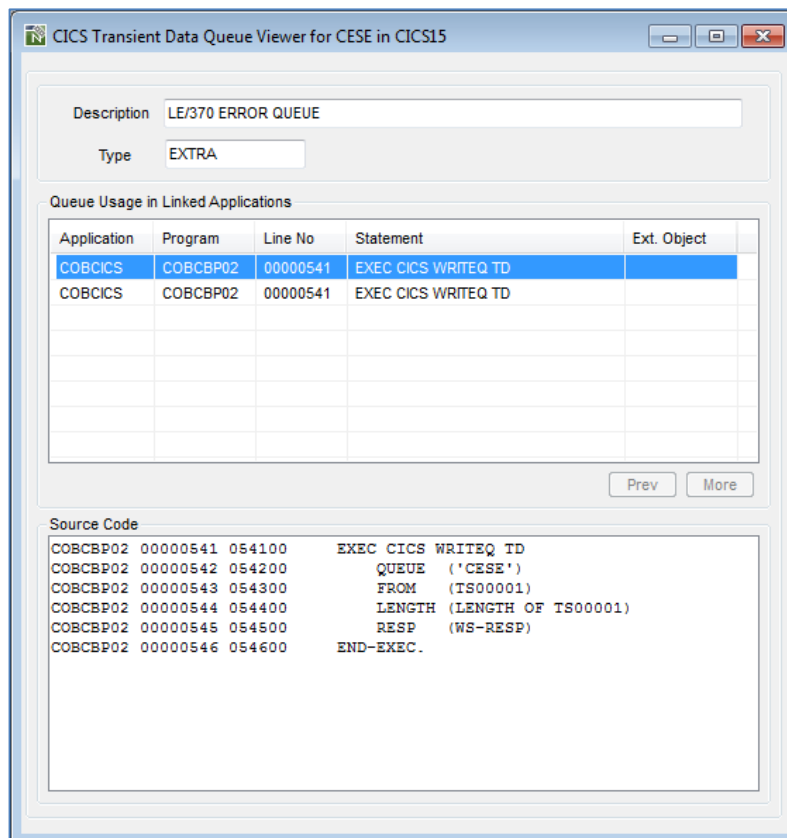 CICS Transient Data Queue Viewer for CESE in CICS15
Description LE/370 ERROR QUEUE
Type EXTRA
Queue Usage in Linked Applications
Application Program Line No Statement Ext. Object
COBCICS COBCBP02 00000541 EXEC CICS WRITEQ TD
COBCICS COBCBP02 00000541 EXEC CICS WRITEQ TD
Prev More
Source Code
COBCBP02 00000541 054100 EXEC CICS WRITEQ TD
COBCBP02 00000542 054200 QUEUE ('CESE')
COBCBP02 00000543 054300 FROM (TS00001)
COBCBP02 00000544 054400 LENGTH (LENGTH OF TS00001)
COBCBP02 00000545 054500 RESP (WS-RESP)
COBCBP02 00000546 054600 END-EXEC.